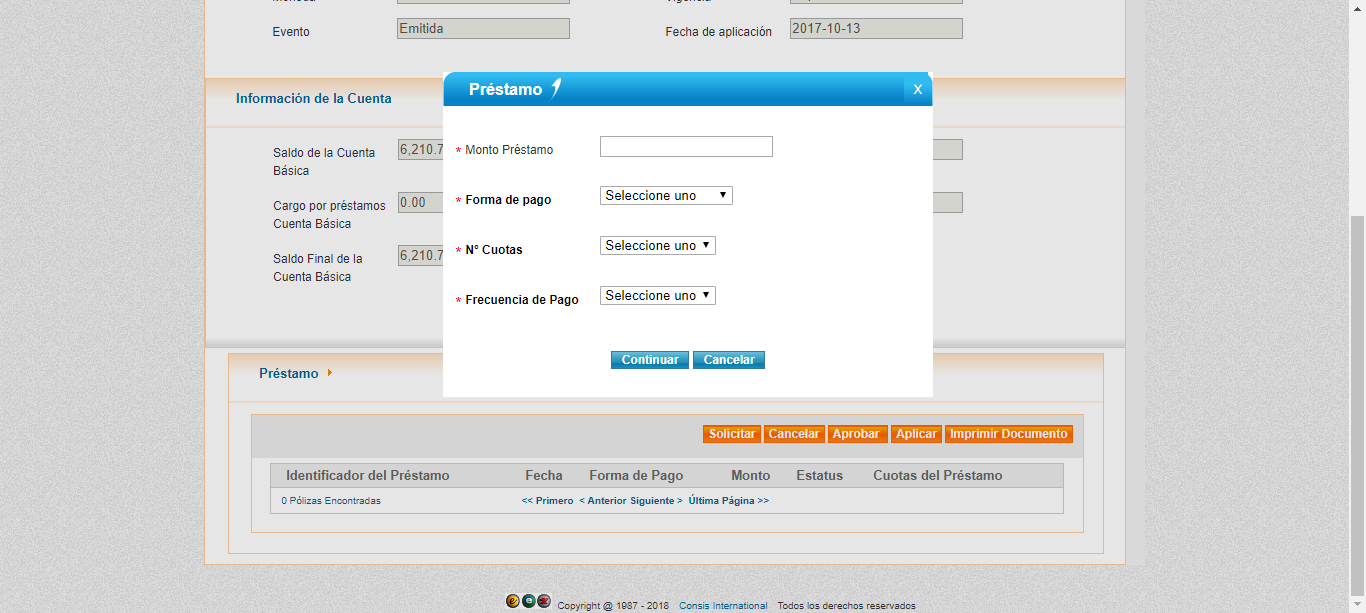 Evento Emitida Fecha de aplicación 2017-10-13
Información de la Cuenta
Préstamo X
Saldo de la Cuenta Básica 6,210.7
Cargo por préstamos Cuenta Básica 0.00
Saldo Final de la Cuenta Básica 6,210.7
* Monto Préstamo
* Forma de pago Seleccione uno
* N° Cuotas Seleccione uno
* Frecuencia de Pago Seleccione uno
Continuar Cancelar
Préstamo
Solicitar Cancelar Aprobar Aplicar Imprimir Documento
Identificador del Préstamo Fecha Forma de Pago Monto Estatus Cuotas del Préstamo
0 Pólizas Encontradas << Primero < Anterior Siguiente > Última Página >>
Copyright @ 1987 - 2018 Consis International Todos los derechos reservados